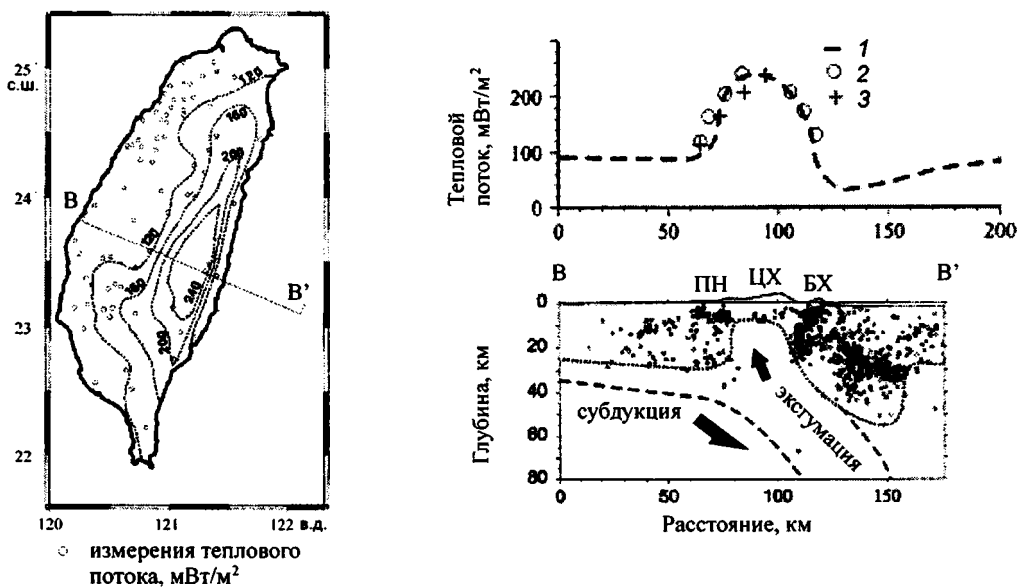 25°
с.ш.
24
23
22
120
121
122 в.д.
120
160
200
120
160
240
200
B
B'
○ измерения теплового
потока, мВт/м²
Тепловой
поток, мВт/м²
200
100
0
1
2
3
0
50
100
150
200
B
B'
ПН
ЦХ
БХ
Глубина, км
0
20
40
60
80
субдукция
эксгумация
0
50
100
150
Расстояние, км